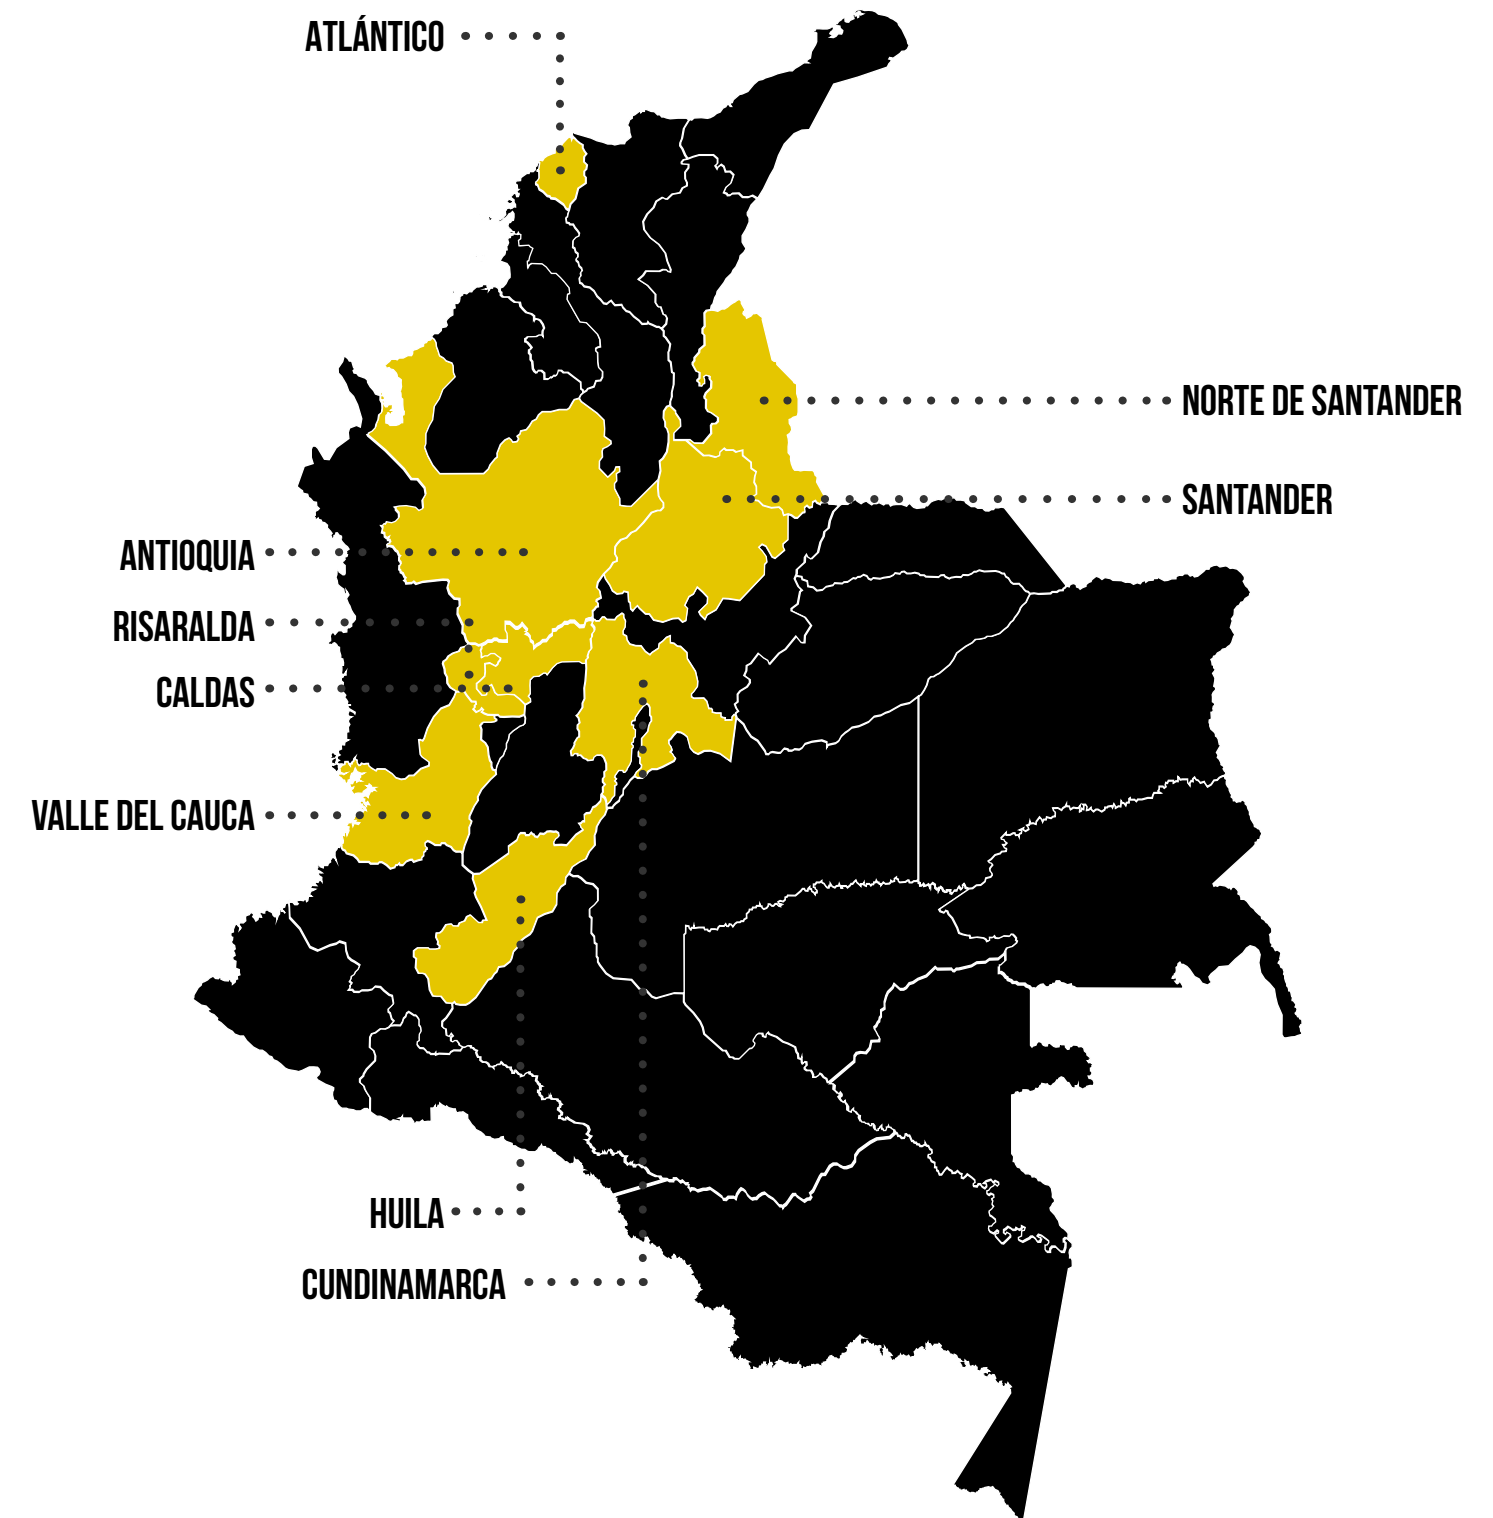 ATLÁNTICO
NORTE DE SANTANDER
SANTANDER
ANTIOQUIA
RISARALDA
CALDAS
VALLE DEL CAUCA
HUILA
CUNDINAMARCA